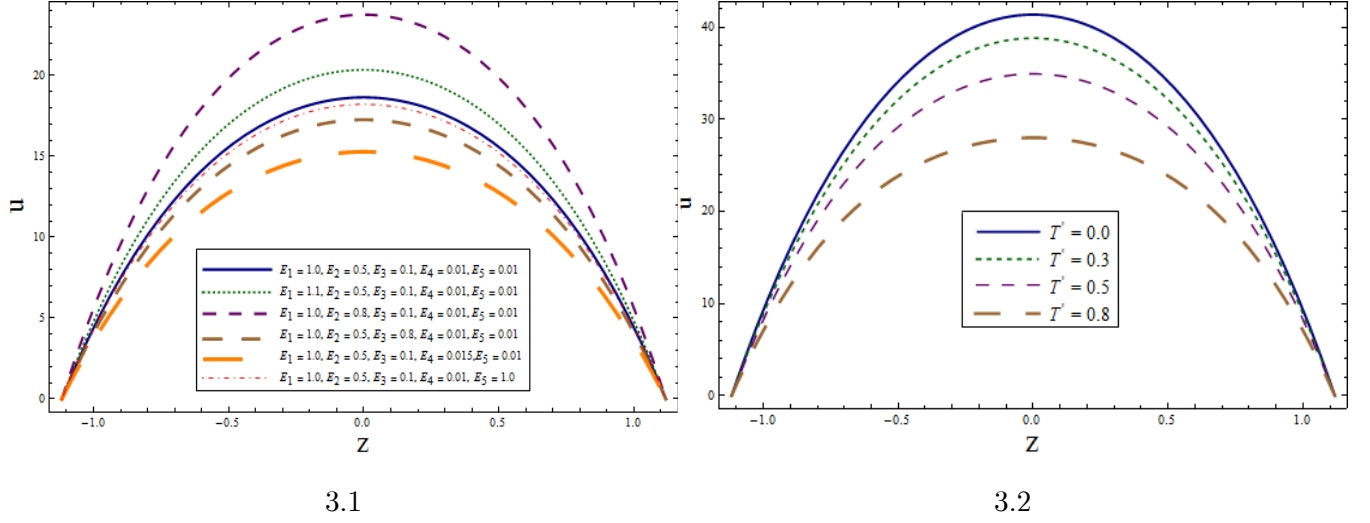 20
15
10
5
0
u
−1.0 −0.5 0.0 0.5 1.0
z
E1 = 1.0, E2 = 0.5, E3 = 0.1, E4 = 0.01, E5 = 0.01
E1 = 1.1, E2 = 0.5, E3 = 0.1, E4 = 0.01, E5 = 0.01
E1 = 1.0, E2 = 0.8, E3 = 0.1, E4 = 0.01, E5 = 0.01
E1 = 1.0, E2 = 0.5, E3 = 0.8, E4 = 0.01, E5 = 0.01
E1 = 1.0, E2 = 0.5, E3 = 0.1, E4 = 0.015, E5 = 0.01
E1 = 1.0, E2 = 0.5, E3 = 0.1, E4 = 0.01, E5 = 1.0
3.1
40
30
20
10
0
u
−1.0 −0.5 0.0 0.5 1.0
z
T' = 0.0
T' = 0.3
T' = 0.5
T' = 0.8
3.2